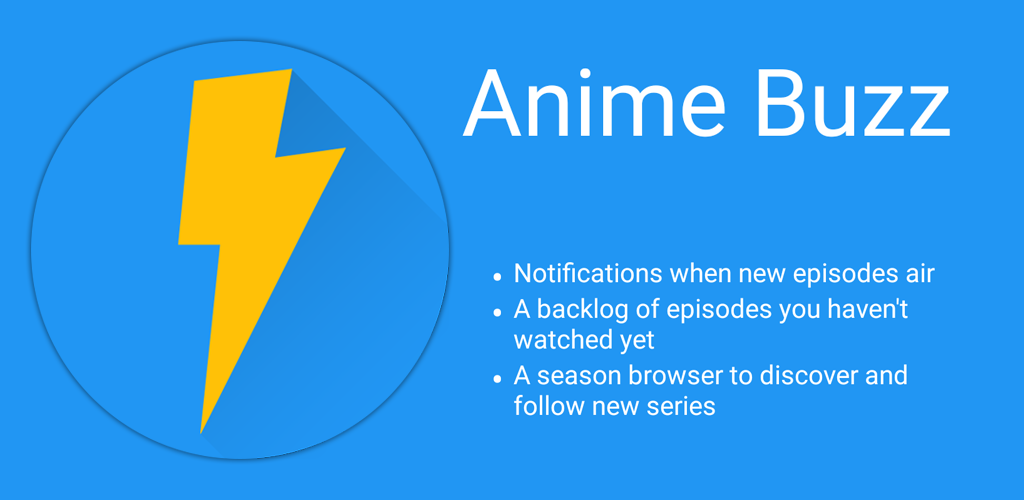 Anime Buzz
• Notifications when new episodes air
• A backlog of episodes you haven't
watched yet
• A season browser to discover and
follow new series